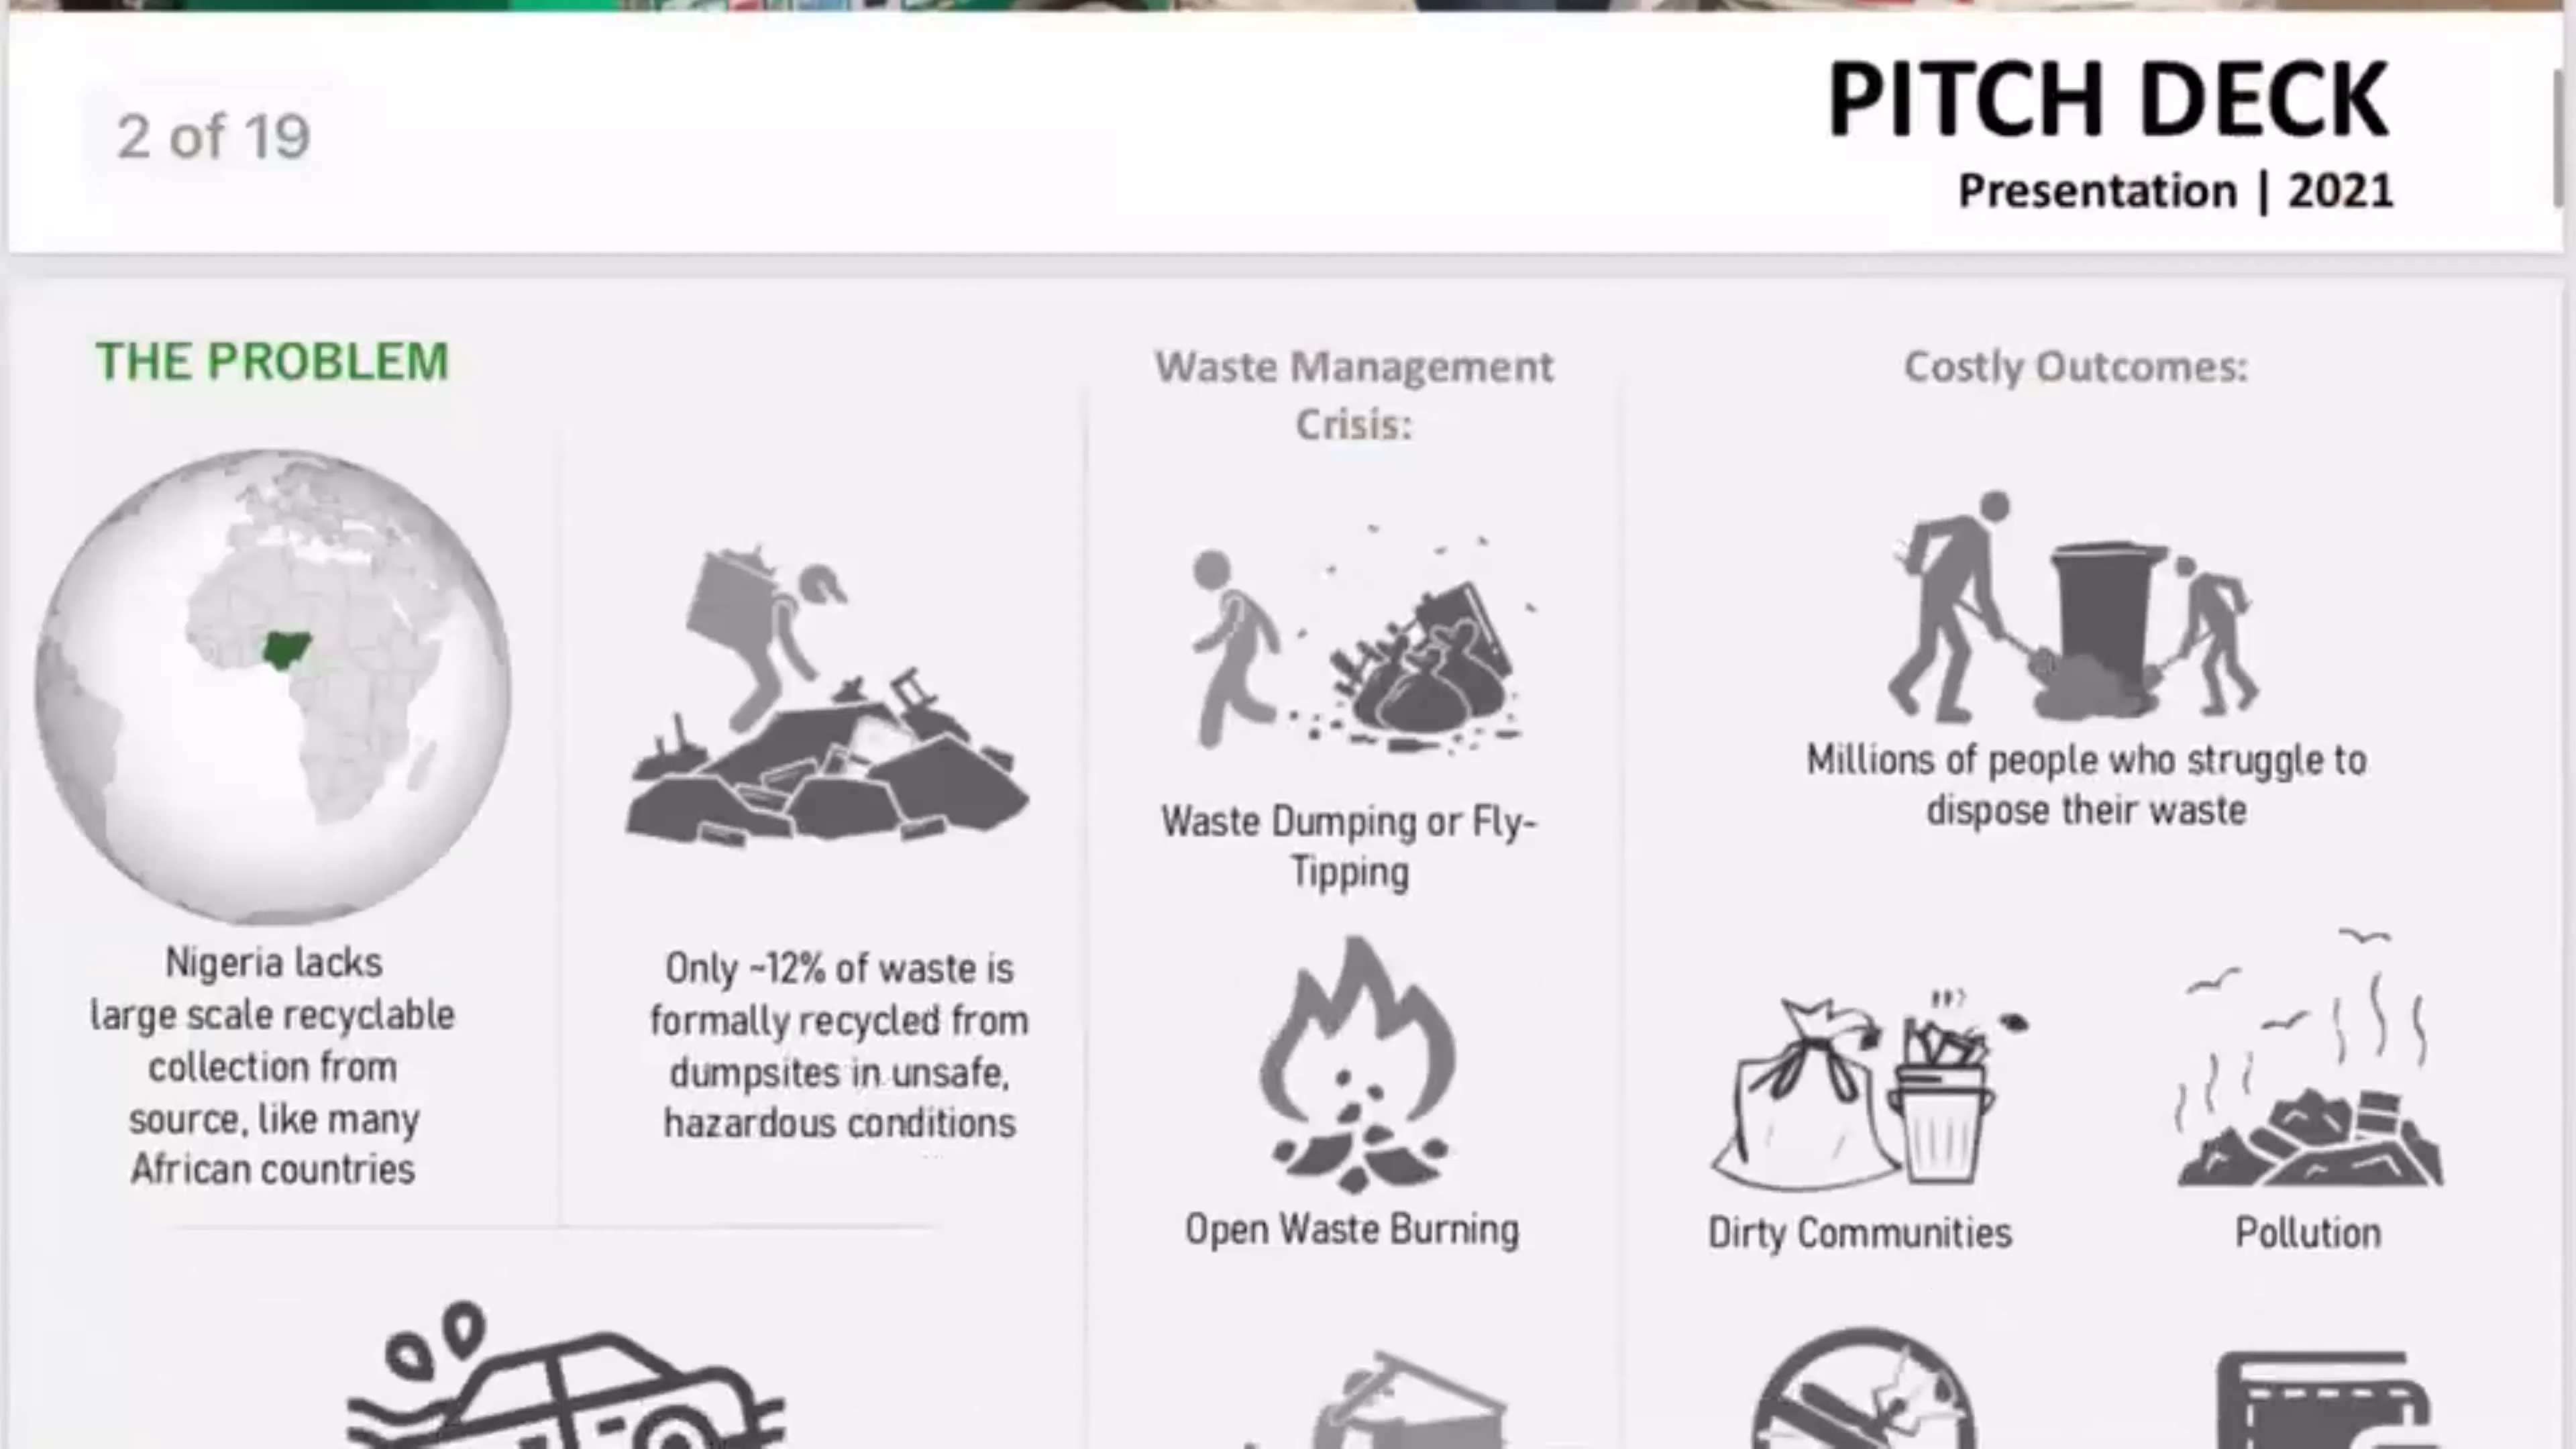 PITCH DECK
2 of 19
Presentation | 2021
THE PROBLEM
Nigeria lacks
large scale recyclable
collection from
source, like many
African countries
Only ~12% of waste is
formally recycled from
dumpsites in unsafe,
hazardous conditions
Waste Management
Crisis:
Waste Dumping or Fly-
Tipping
Open Waste Burning
Costly Outcomes:
Millions of people who struggle to
dispose their waste
Dirty Communities
Pollution